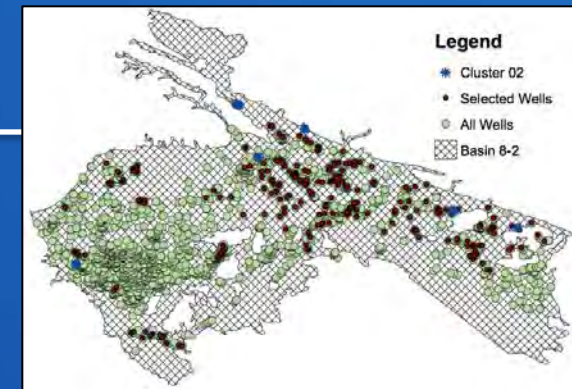 Legend
Cluster 02
Selected Wells
All Wells
Basin 8-2